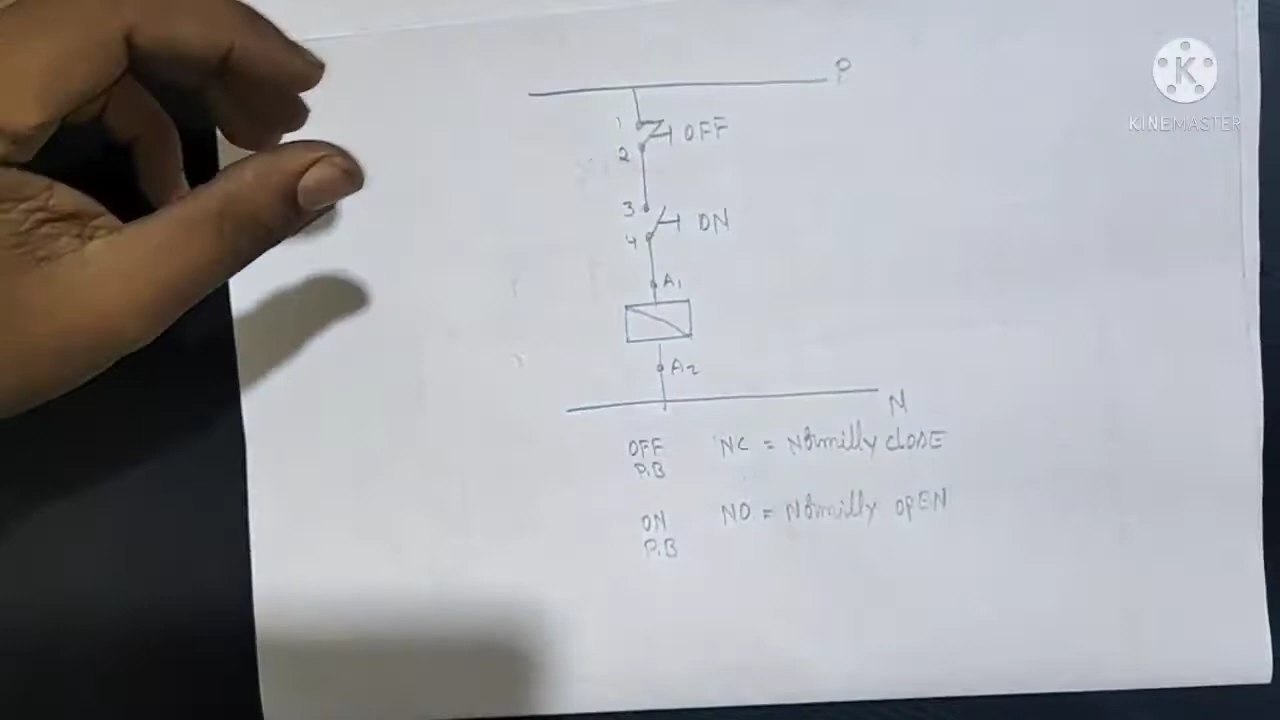 P
KINEMASTER
1
OFF
2
3
ON
4
A1
A2
N
OFF NC = Normilly CLOSE
P.B
ON NO = Normilly OPEN
P.B